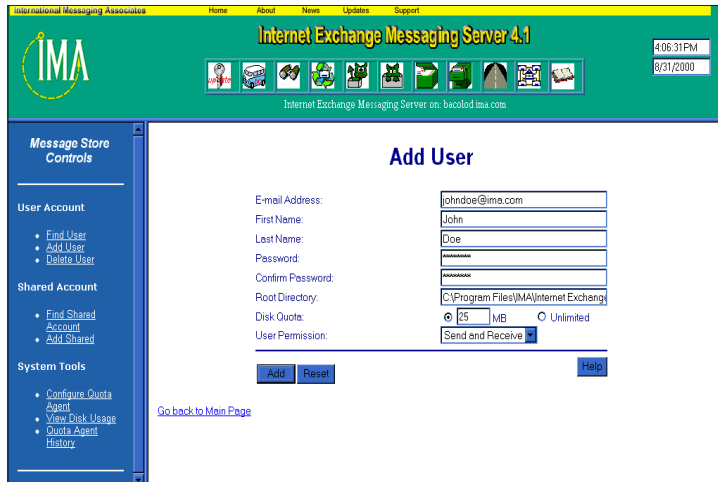 International Messaging Associates
Home About News Updates Support
IMA
Internet Exchange Messaging Server 4.1
4:06:31 PM
8/31/2000
update
Internet Exchange Messaging Server on: bacolod.ima.com
Message Store
Controls
User Account
Find User
Add User
Delete User
Shared Account
Find Shared
Account
Add Shared
System Tools
Configure Quota
Agent
View Disk Usage
Quota Agent
History
Add User
E-mail Address: johndoe@ima.com
First Name: John
Last Name: Doe
Password: ********
Confirm Password: ********
Root Directory: C:\Program Files\IMA\Internet Exchange
Disk Quota: 25 MB Unlimited
User Permission: Send and Receive
Add Reset Help
Go back to Main Page